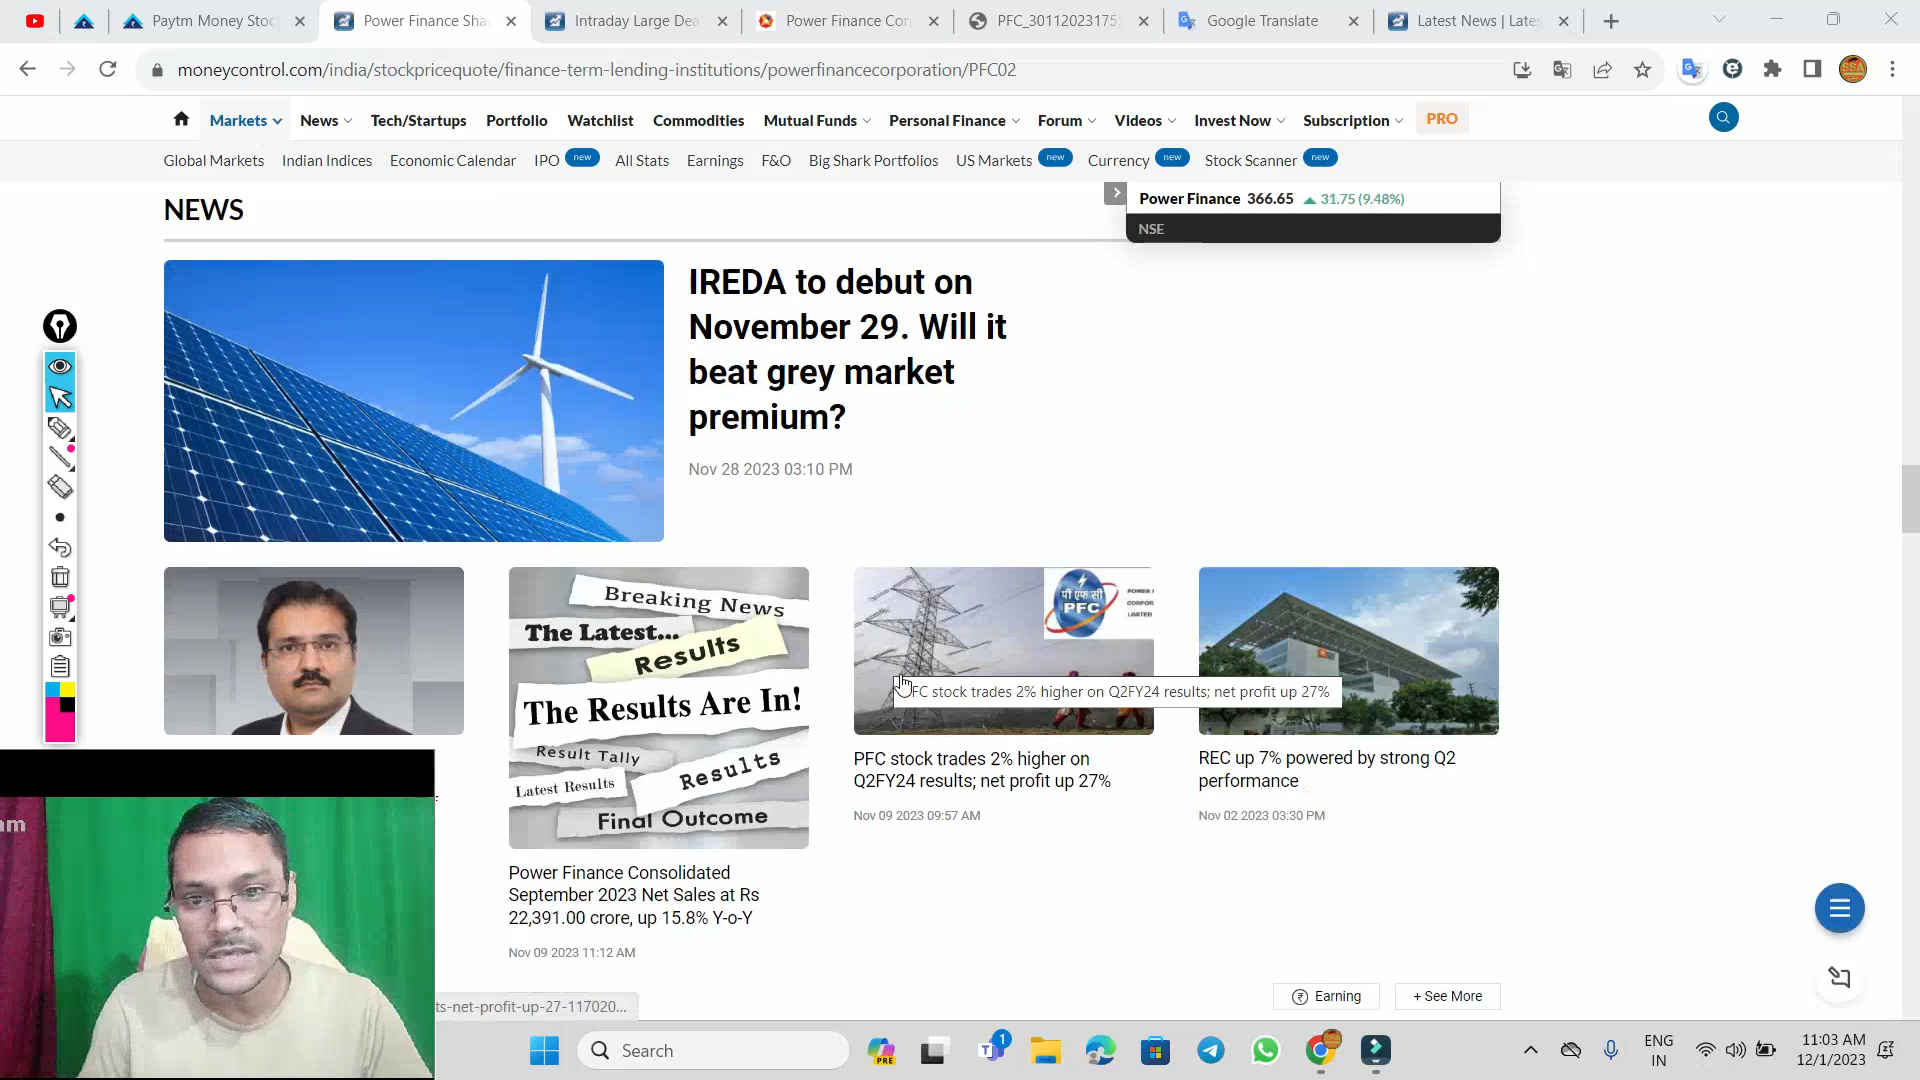 Paytm Money Stoc
Power Finance Sha
Intraday Large Dea
Power Finance Cor
PFC_30112023175
Google Translate
Latest News | Lates
moneycontrol.com/india/stockpricequote/finance-term-lending-institutions/powerfinancecorporation/PFC02
SSA
Markets
News
Tech/Startups
Portfolio
Watchlist
Commodities
Mutual Funds
Personal Finance
Forum
Videos
Invest Now
Subscription
PRO
Global Markets
Indian Indices
Economic Calendar
IPO new
All Stats
Earnings
F&O
Big Shark Portfolios
US Markets new
Currency new
Stock Scanner new
NEWS
Power Finance 366.65 31.75 (9.48%)
NSE
IREDA to debut on
November 29. Will it
beat grey market
premium?
Nov 28 2023 03:10 PM
Breaking News
The Latest...
Results
The Results Are In!
Result Tally
Results
Latest Results
Final Outcome
Power Finance Consolidated
September 2023 Net Sales at Rs
22,391.00 crore, up 15.8% Y-o-Y
Nov 09 2023 11:12 AM
पी एफ सी
PFC
LIMITED
FC stock trades 2% higher on Q2FY24 results; net profit up 27%
PFC stock trades 2% higher on
Q2FY24 results; net profit up 27%
Nov 09 2023 09:57 AM
REC up 7% powered by strong Q2
performance
Nov 02 2023 03:30 PM
am
ts-net-profit-up-27-117020...
Earning
+ See More
Search
PRE
1
ENG
IN
11:03 AM
12/1/2023